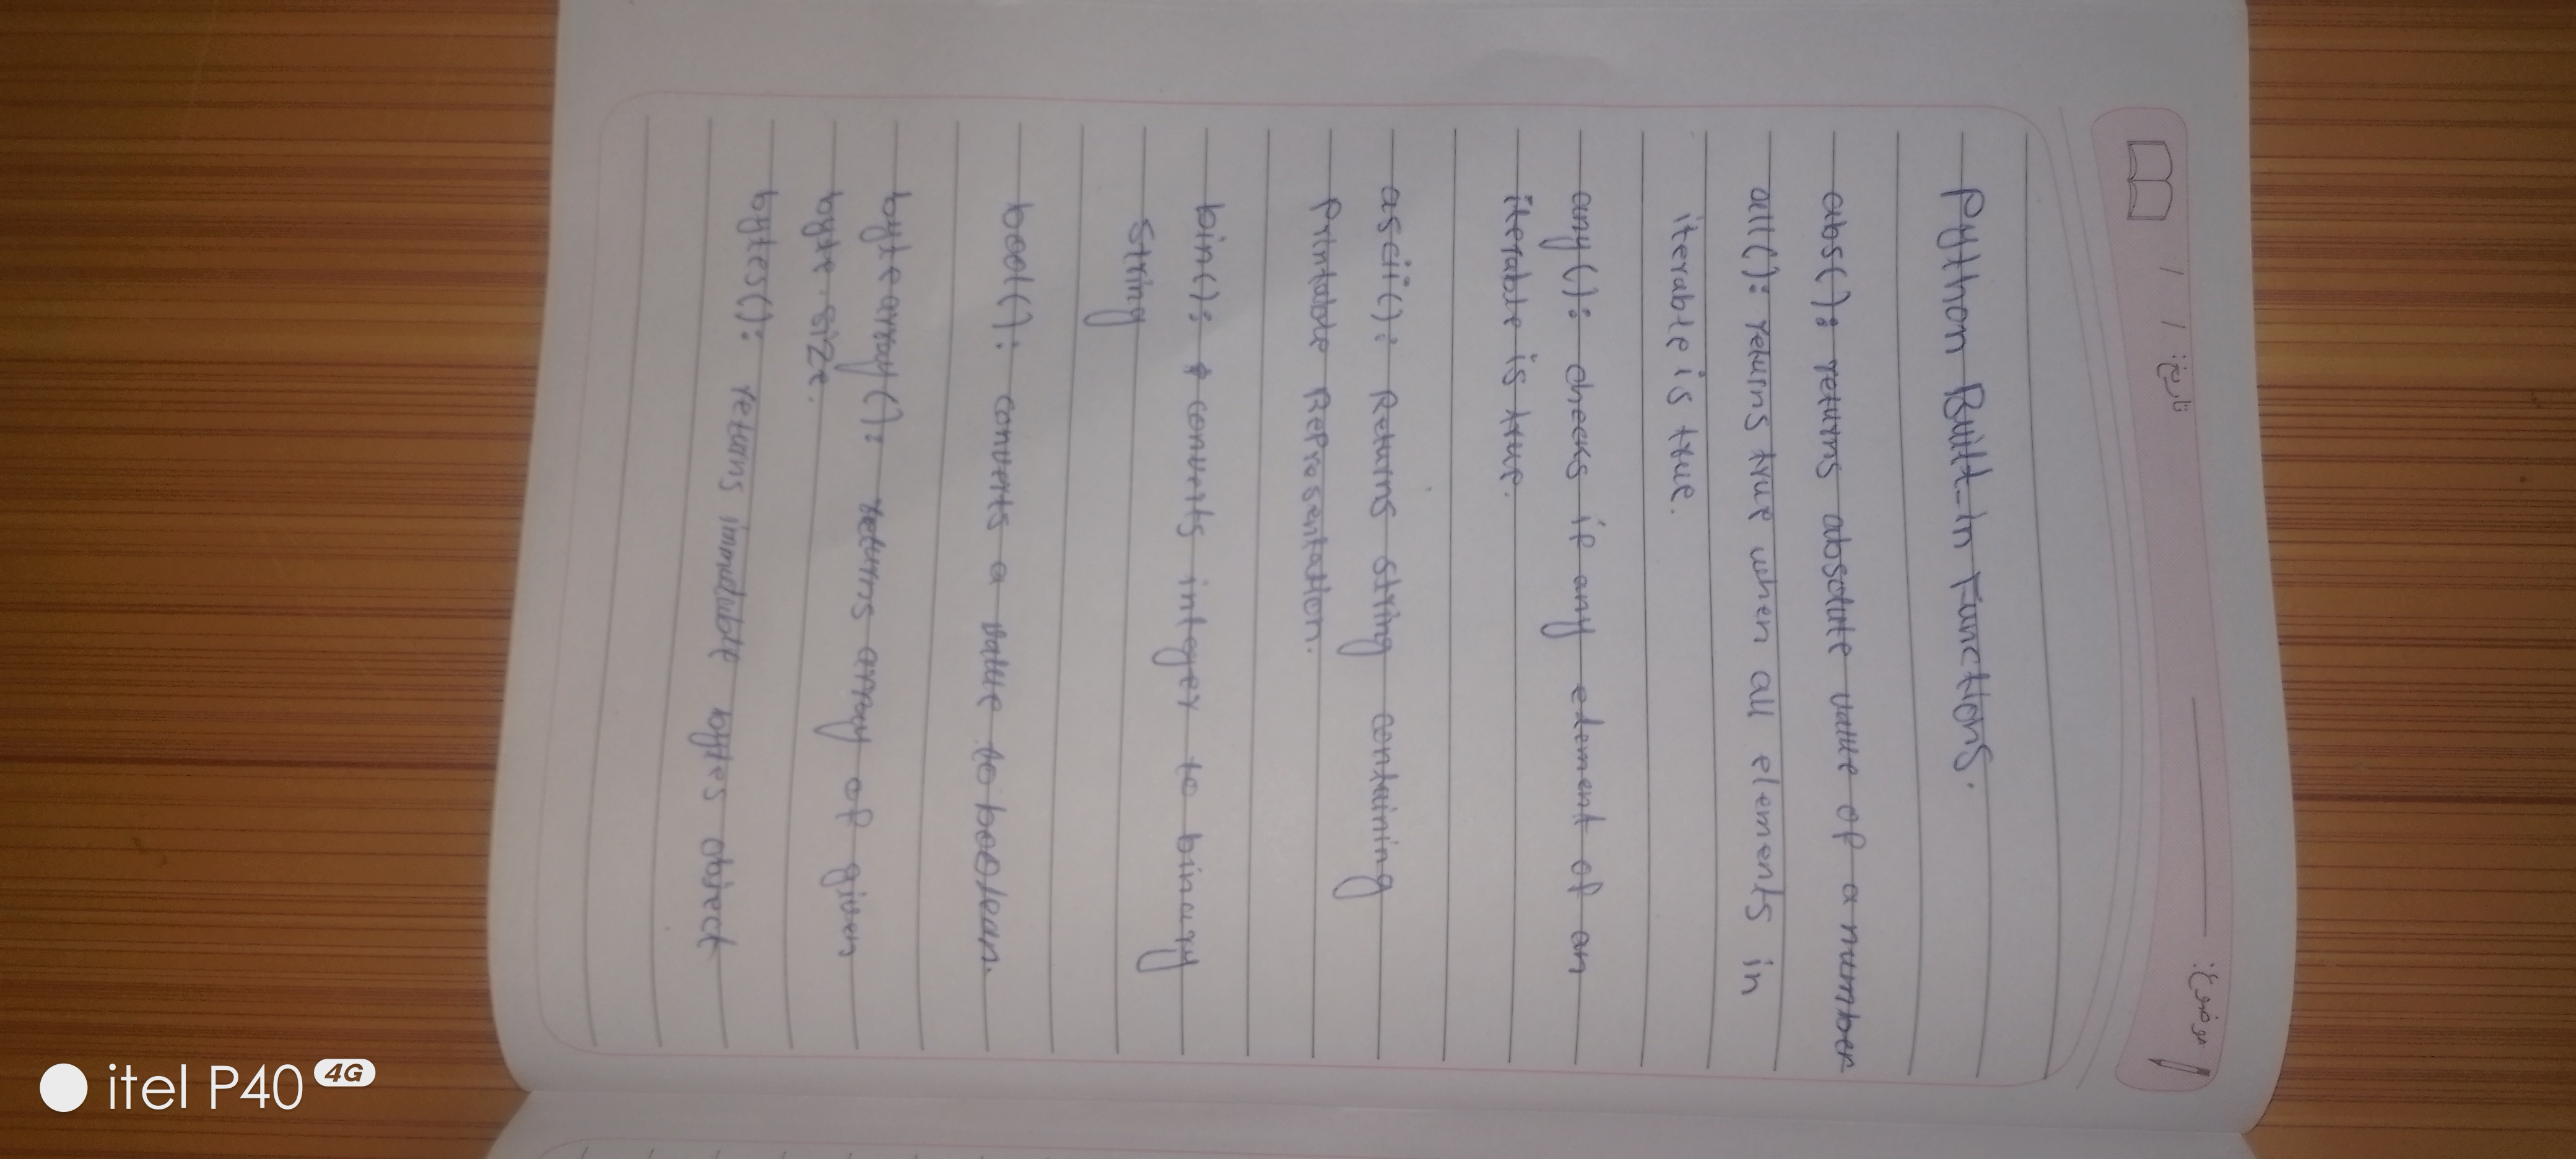 تاریخ: / /
موضوع:
Python Built-in Functions.
abs(): returns absolute value of a number
all(): returns true when all elements in
iterable is true.
any(): checks if any element of an
iterable is true.
ascii(): Returns string containing
Printable Representation.
bin(): converts integer to binary
string
bool(): converts a value to boolean.
bytearray(): returns array of given
byte size.
bytes(): retans immutable bytes object
itel P40 4G